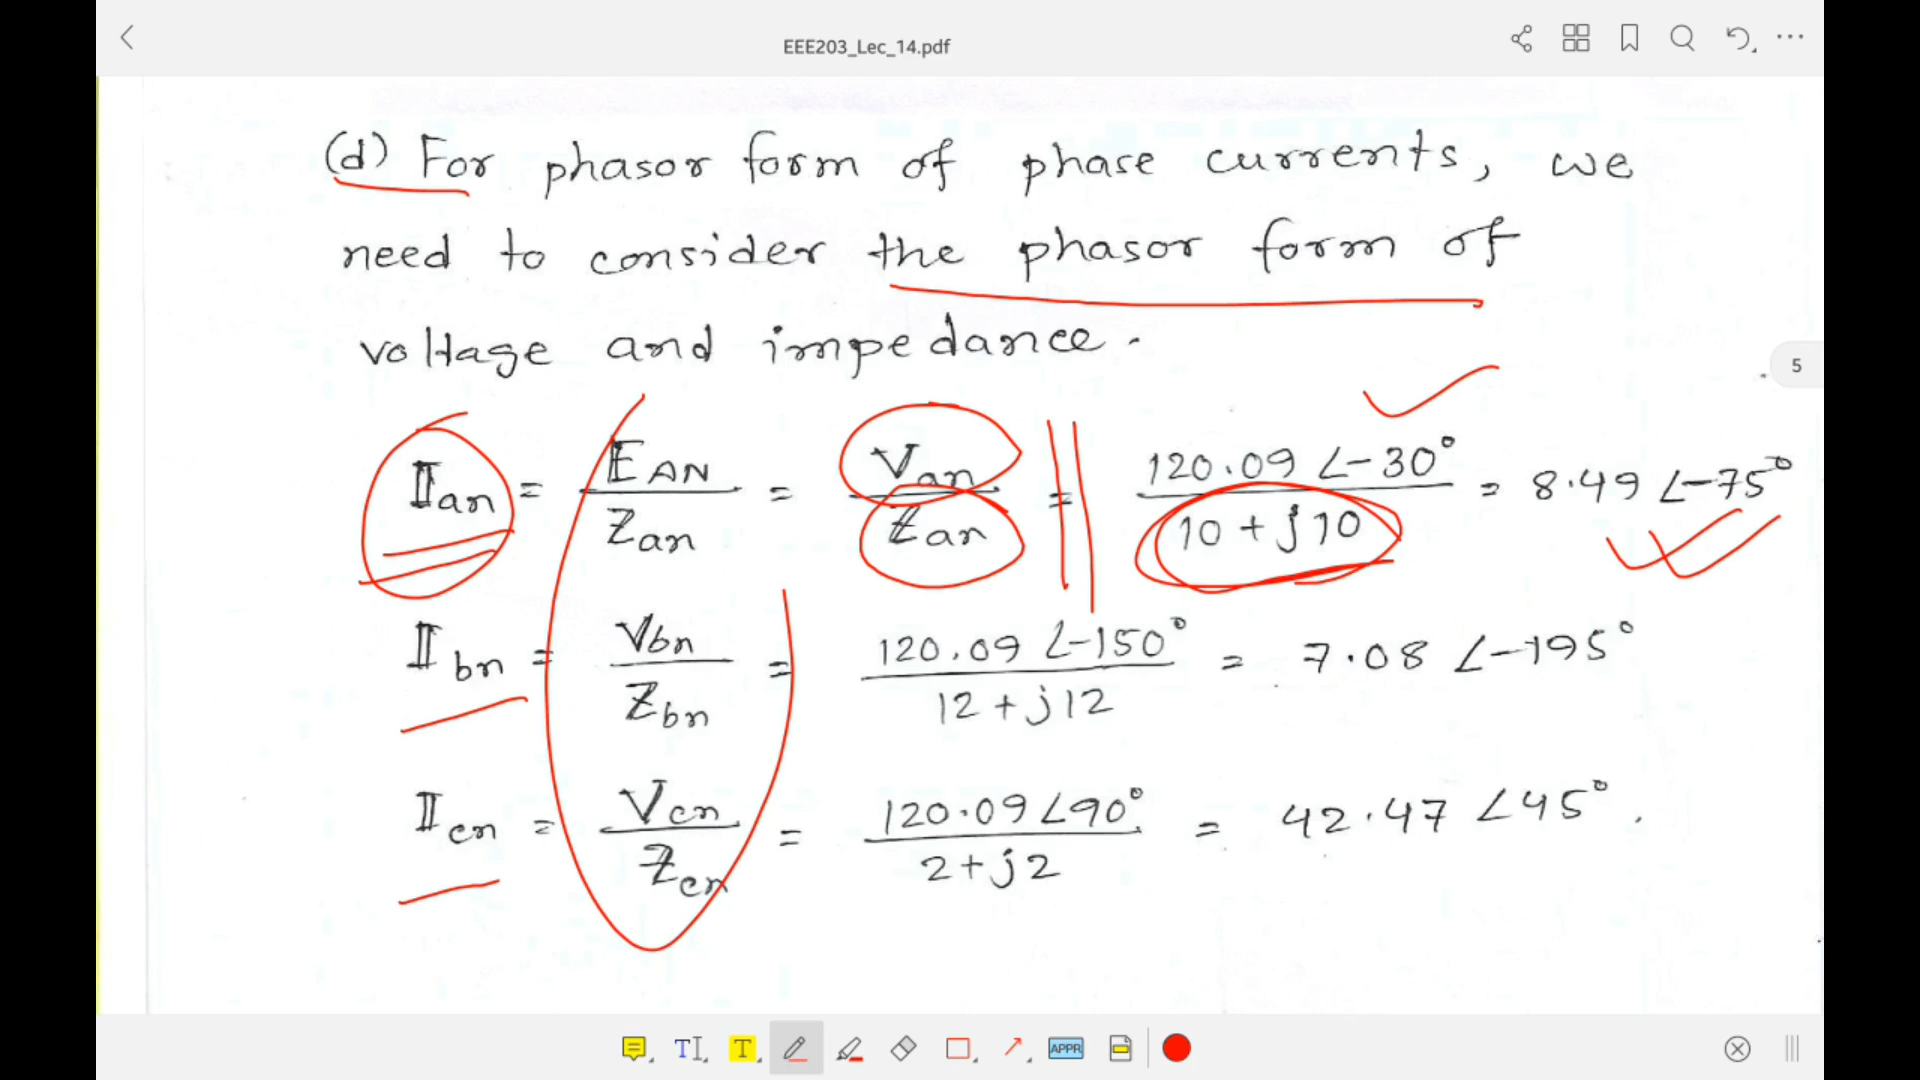 EEE203_Lec_14.pdf
(d) For phasor form of phase currents, we
need to consider the phasor form of
voltage and impedance.
5
Ian = EAN / Zan = Van / Zan = 120.09 ∠-30° / 10 + j10 = 8.49 ∠-75°
Ibn = Vbn / Zbn = 120.09 ∠-150° / 12 + j12 = 7.08 ∠-195°
Icn = Vcn / Zcn = 120.09 ∠90° / 2 + j2 = 42.47 ∠45°.
TI T APPR